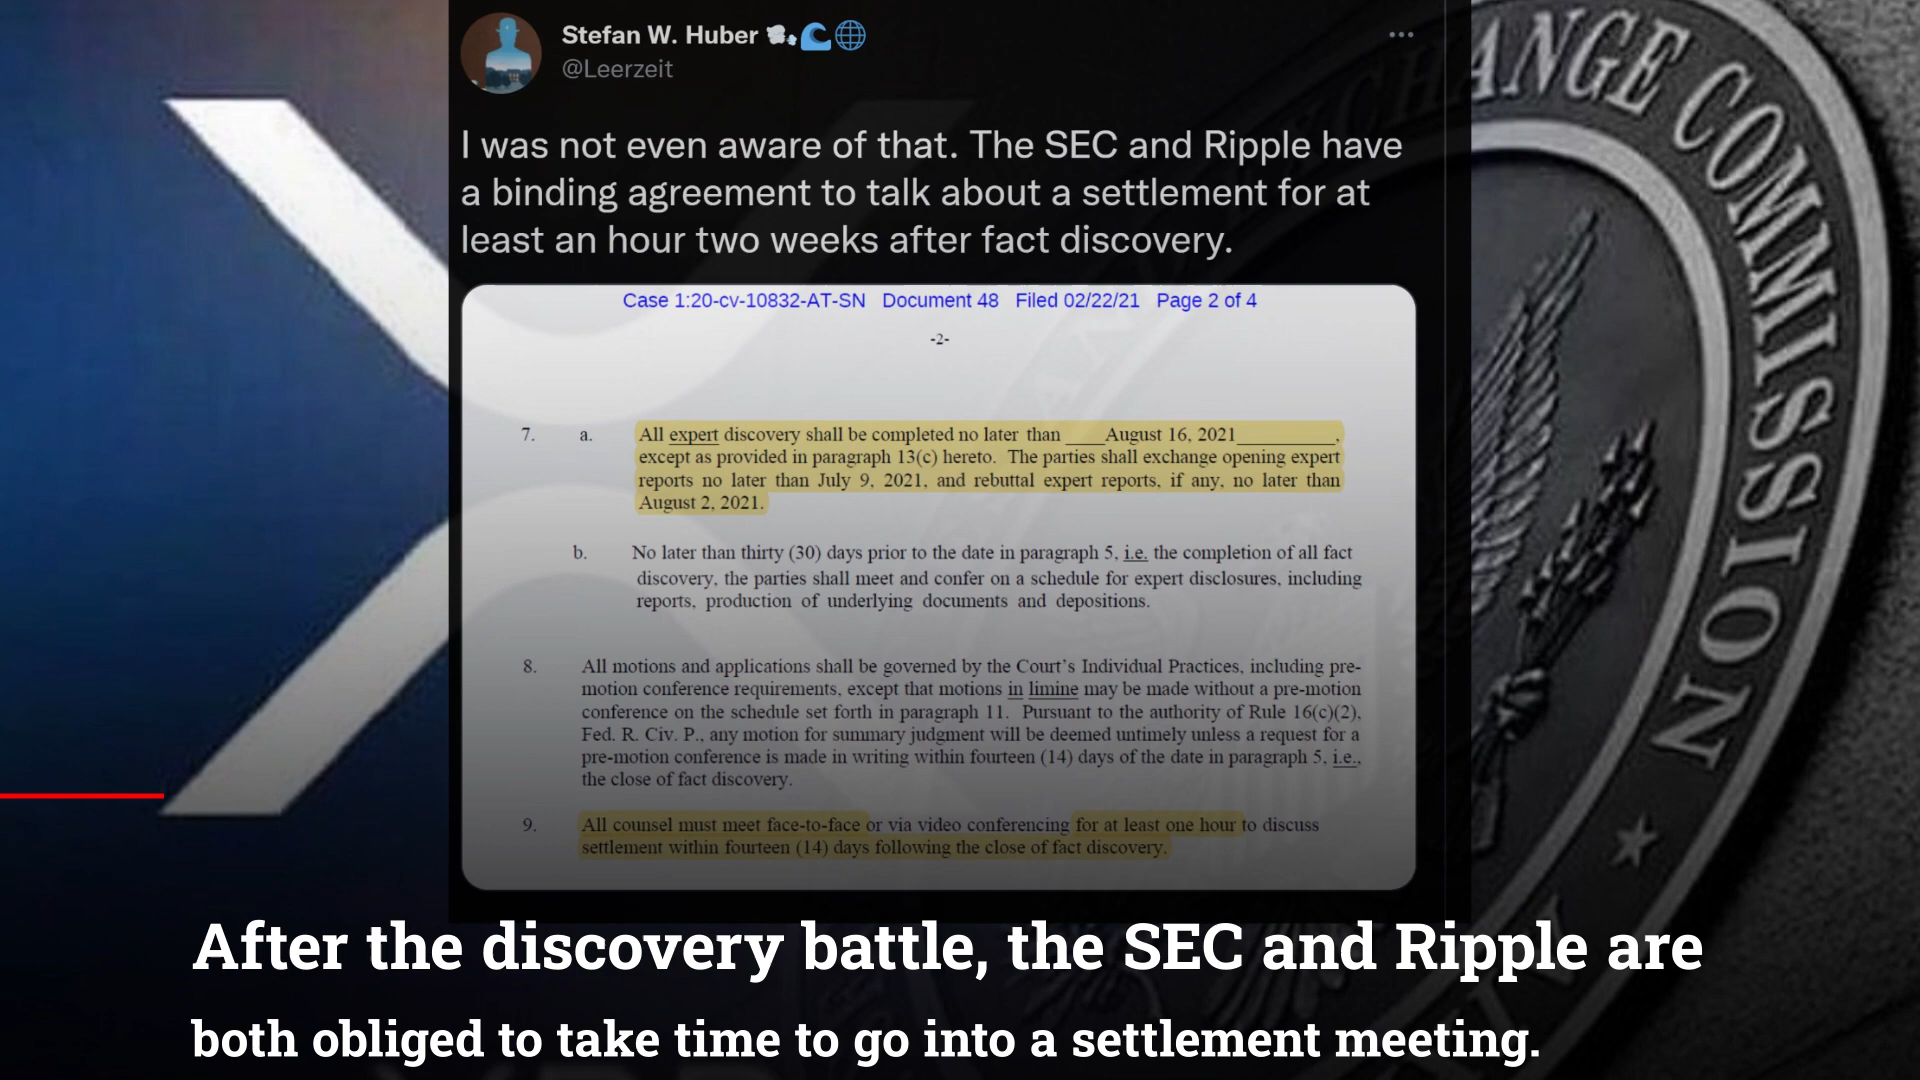 Stefan W. Huber
@Leerzeit
I was not even aware of that. The SEC and Ripple have
a binding agreement to talk about a settlement for at
least an hour two weeks after fact discovery.
Case 1:20-cv-10832-AT-SN Document 48 Filed 02/22/21 Page 2 of 4
-2-
7. a. All expert discovery shall be completed no later than ____August 16, 2021__________,
except as provided in paragraph 13(c) hereto. The parties shall exchange opening expert
reports no later than July 9, 2021, and rebuttal expert reports, if any, no later than
August 2, 2021.
b. No later than thirty (30) days prior to the date in paragraph 5, i.e. the completion of all fact
discovery, the parties shall meet and confer on a schedule for expert disclosures, including
reports, production of underlying documents and depositions.
8. All motions and applications shall be governed by the Court's Individual Practices, including pre-
motion conference requirements, except that motions in limine may be made without a pre-motion
conference on the schedule set forth in paragraph 11. Pursuant to the authority of Rule 16(c)(2),
Fed. R. Civ. P., any motion for summary judgment will be deemed untimely unless a request for a
pre-motion conference is made in writing within fourteen (14) days of the date in paragraph 5, i.e.,
the close of fact discovery.
9. All counsel must meet face-to-face or via video conferencing for at least one hour to discuss
settlement within fourteen (14) days following the close of fact discovery.
ANGE COMMISSION
After the discovery battle, the SEC and Ripple are
both obliged to take time to go into a settlement meeting.